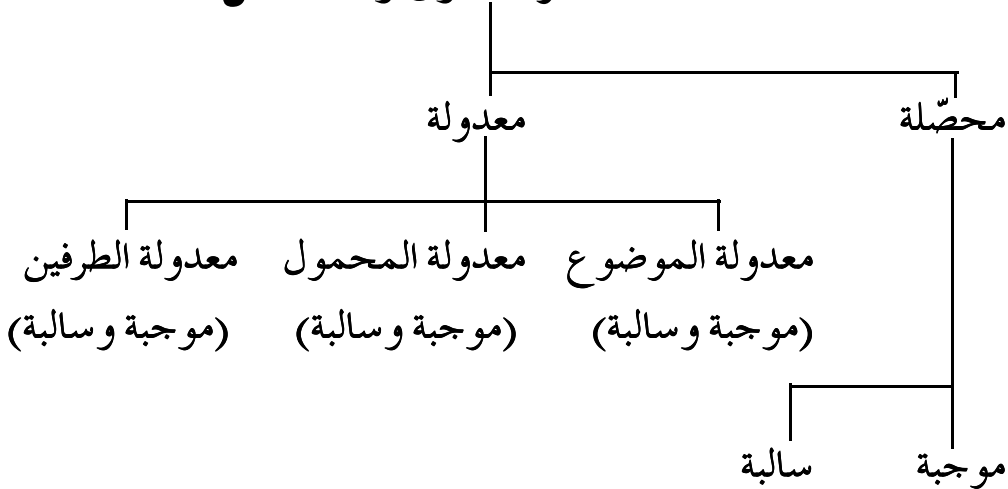 محصّلة معدولة
معدولة الموضوع معدولة المحمول معدولة الطرفين
(موجبة وسالبة) (موجبة وسالبة) (موجبة وسالبة)
موجبة سالبة